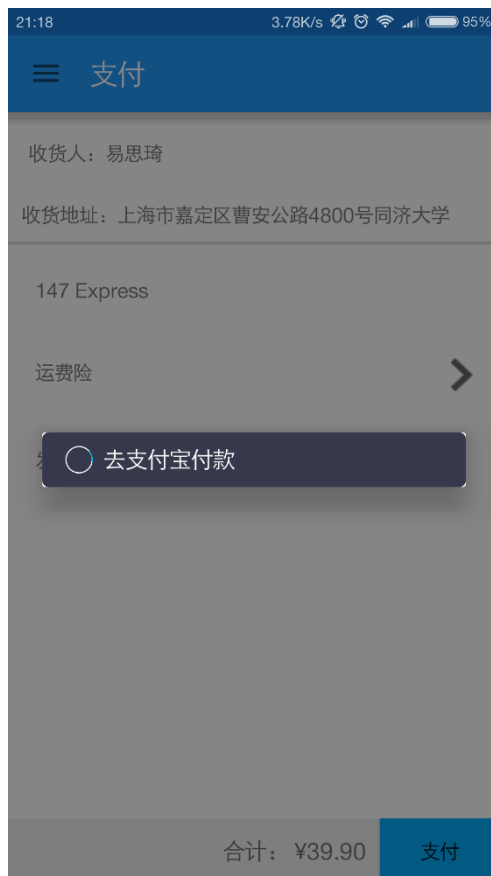 21:18 3.78K/s 95%
支付
收货人：易思琦
收货地址：上海市嘉定区曹安公路4800号同济大学
147 Express
运费险
去支付宝付款
合计： ¥39.90 支付